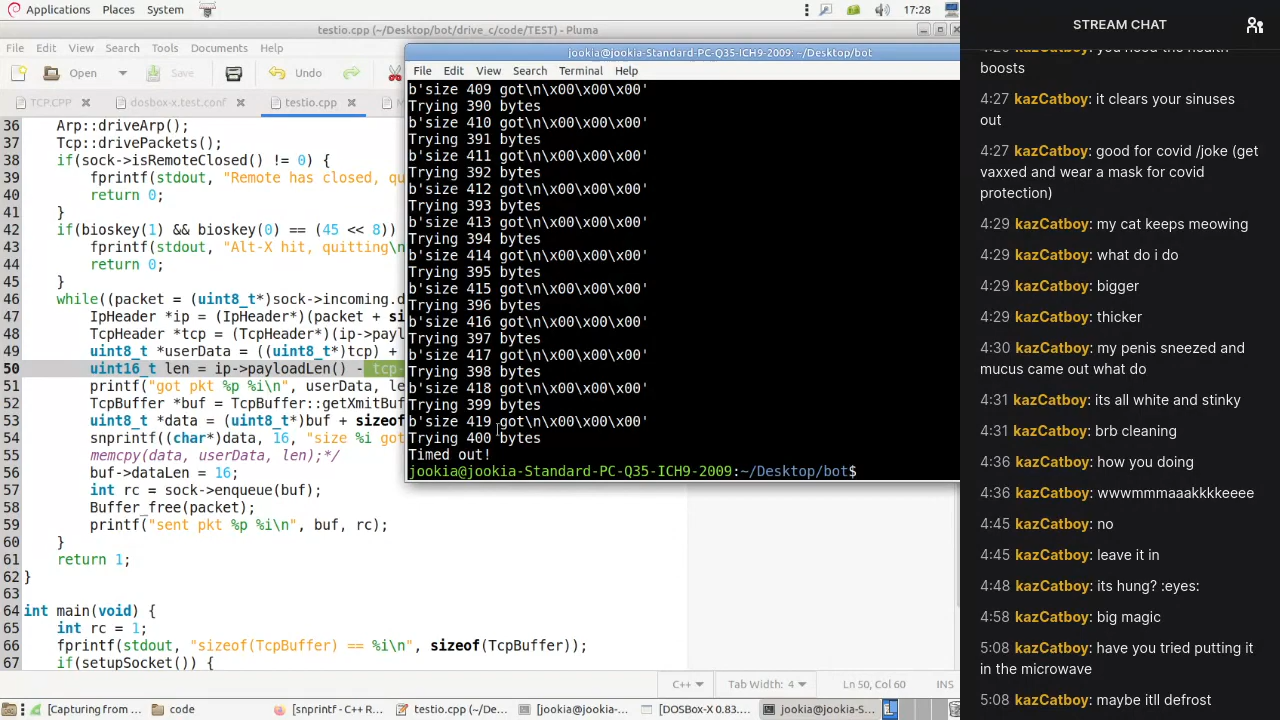 Applications Places System
17:28
testio.cpp (~/Desktop/bot/drive_c/code/TEST) - Pluma
File Edit View Search Tools Documents Help
Open Save Undo
TCP.CPP dosbox-x.test.conf testio.cpp
36 Arp::driveArp();
37 Tcp::drivePackets();
38 if(sock->isRemoteClosed() != 0) {
39 fprintf(stdout, "Remote has closed, qu
40 return 0;
41 }
42 if(bioskey(1) && bioskey(0) == (45 << 8))
43 fprintf(stdout, "Alt-X hit, quitting\n
44 return 0;
45 }
46 while((packet = (uint8_t*)sock->incoming.d
47 IpHeader *ip = (IpHeader*)(packet + si
48 TcpHeader *tcp = (TcpHeader*)(ip->payl
49 uint8_t *userData = ((uint8_t*)tcp) +
50 uint16_t len = ip->payloadLen() - tcp-
51 printf("got pkt %p %i\n", userData, le
52 TcpBuffer *buf = TcpBuffer::getXmitBuf
53 uint8_t *data = (uint8_t*)buf + sizeof
54 snprintf((char*)data, 16, "size %i got
55 memcpy(data, userData, len);*/
56 buf->dataLen = 16;
57 int rc = sock->enqueue(buf);
58 Buffer_free(packet);
59 printf("sent pkt %p %i\n", buf, rc);
60 }
61 return 1;
62 }
63
64 int main(void) {
65 int rc = 1;
66 fprintf(stdout, "sizeof(TcpBuffer) == %i\n", sizeof(TcpBuffer));
67 if(setupSocket()) {
C++ Tab Width: 4 Ln 50, Col 60 INS
jookia@jookia-Standard-PC-Q35-ICH9-2009: ~/Desktop/bot
File Edit View Search Terminal Help
b'size 409 got\n\x00\x00\x00'
Trying 390 bytes
b'size 410 got\n\x00\x00\x00'
Trying 391 bytes
b'size 411 got\n\x00\x00\x00'
Trying 392 bytes
b'size 412 got\n\x00\x00\x00'
Trying 393 bytes
b'size 413 got\n\x00\x00\x00'
Trying 394 bytes
b'size 414 got\n\x00\x00\x00'
Trying 395 bytes
b'size 415 got\n\x00\x00\x00'
Trying 396 bytes
b'size 416 got\n\x00\x00\x00'
Trying 397 bytes
b'size 417 got\n\x00\x00\x00'
Trying 398 bytes
b'size 418 got\n\x00\x00\x00'
Trying 399 bytes
b'size 419 got\n\x00\x00\x00'
Trying 400 bytes
Timed out!
jookia@jookia-Standard-PC-Q35-ICH9-2009:~/Desktop/bot$
[Capturing from ... code [snprintf - C++ R... testio.cpp (~/De... [jookia@jookia-... [DOSBox-X 0.83.... jookia@jookia-S...
STREAM CHAT
boosts
4:27 kazCatboy: it clears your sinuses
out
4:27 kazCatboy: good for covid /joke (get
vaxxed and wear a mask for covid
protection)
4:29 kazCatboy: my cat keeps meowing
4:29 kazCatboy: what do i do
4:29 kazCatboy: bigger
4:29 kazCatboy: thicker
4:30 kazCatboy: my penis sneezed and
mucus came out what do
4:31 kazCatboy: its all white and stinky
4:31 kazCatboy: brb cleaning
4:36 kazCatboy: how you doing
4:36 kazCatboy: wwwmmmaaakkkkeeee
4:45 kazCatboy: no
4:45 kazCatboy: leave it in
4:48 kazCatboy: its hung? :eyes:
4:58 kazCatboy: big magic
5:08 kazCatboy: have you tried putting it
in the microwave
5:08 kazCatboy: maybe itll defrost